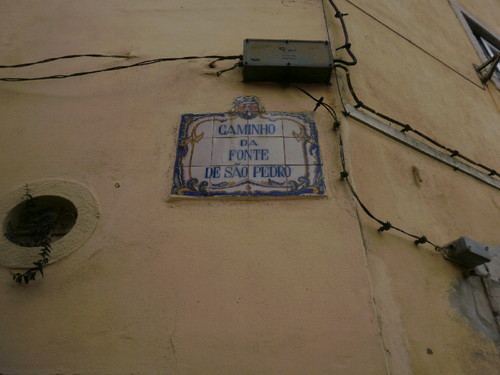 CAMINHO
DA
FONTE
DE SÃO PEDRO